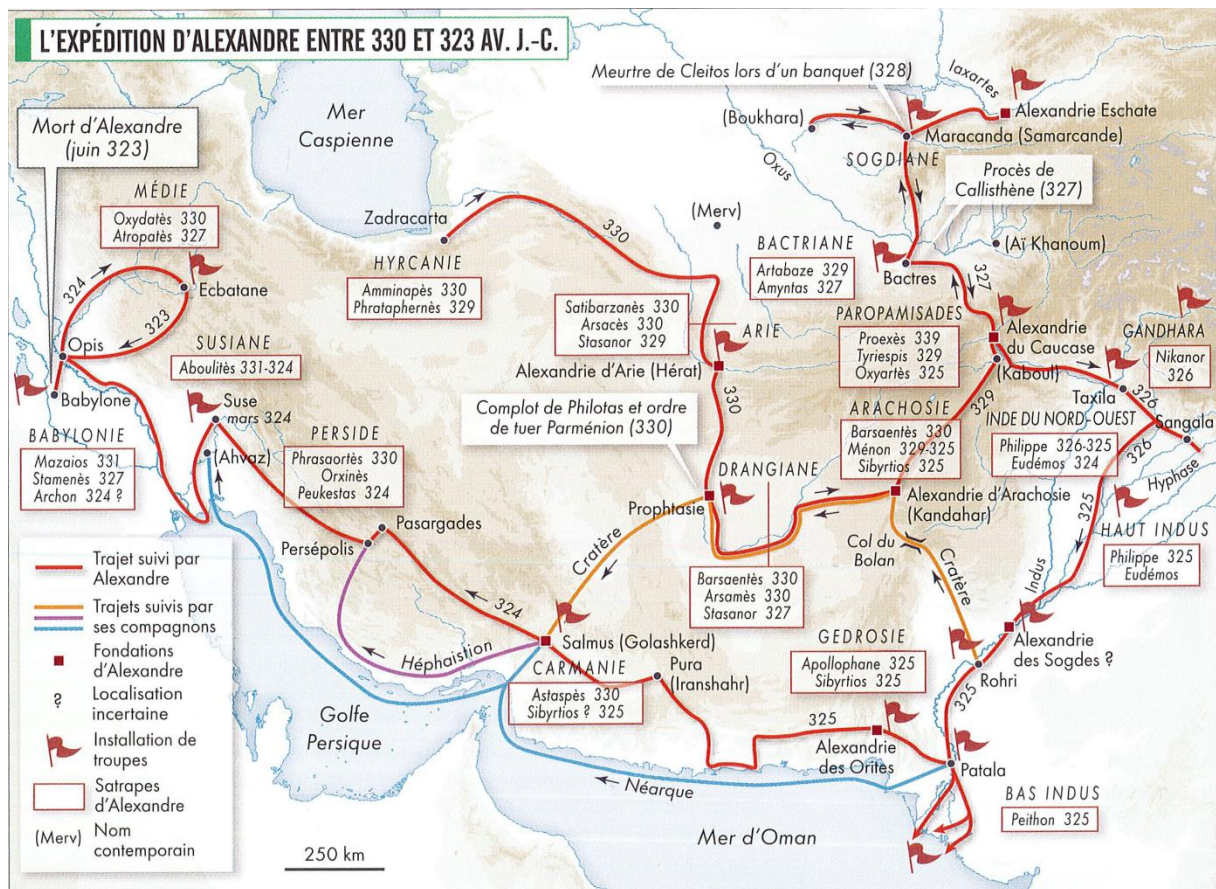 L'EXPÉDITION D'ALEXANDRE ENTRE 330 ET 323 AV. J.-C.
Mer
Caspienne
Meurtre de Cleitos lors d'un banquet (328)
Iaxartes
Alexandrie Eschate
(Boukhara)
Maracanda (Samarcande)
Mort d'Alexandre
(juin 323)
SOGDIANE
Oxus
Procès de
Callisthène (327)
MÉDIE
Oxydatès 330
Atropatès 327
Zadracarta
330
(Merv)
HYRCANIE
Amminapès 330
Phrataphernès 329
BACTRIANE
Artabaze 329
Amyntas 327
(Aï Khanoum)
Bactres
327
324
Ecbatane
323
Opis
Satibarzanès 330
Arsacès 330
Stasanor 329
ARIE
PAROPAMISADES
Proexès 339
Tyriespis 329
Oxyartès 325
Alexandrie
du Caucase
(Kaboul)
GANDHARA
Nikanor
326
SUSIANE
Aboulitès 331-324
Alexandrie d'Arie (Hérat)
330
329
Taxila
326
Babylone
Suse
mars 324
Complot de Philotas et ordre
de tuer Parménion (330)
ARACHOSIE
Barsaentès 330
Ménon 329-325
Sibyrtios 325
INDE DU NORD-OUEST
Philippe 326-325
Eudémos 324
Sangala
326
Hyphase
BABYLONIE
Mazaios 331
Stamenès 327
Archon 324 ?
(Ahvaz)
PERSIDE
Phrasaortès 330
Orxinès
Peukestas 324
DRANGIANE
Prophtasie
Alexandrie d'Arachosie
(Kandahar)
325
HAUT INDUS
Philippe 325
Eudémos
Pasargades
Persépolis
Cratère
Col du
Bolan
Cratère
Indus
Barsaentès 330
Arsamès 330
Stasanor 327
324
Salmus (Golashkerd)
Héphaistion
CARMANIE
Astaspès 330
Sibyrtios ? 325
Pura
(Iranshahr)
GEDROSIE
Apollophane 325
Sibyrtios 325
Alexandrie
des Sogdes ?
Rohri
325
Golfe
Persique
325
Alexandrie
des Orites
Patala
Néarque
BAS INDUS
Peithon 325
Mer d'Oman
Trajet suivi par
Alexandre
Trajets suivis par
ses compagnons
Fondations
d'Alexandre
? Localisation
incertaine
Installation de
troupes
Satrapes
d'Alexandre
(Merv) Nom
contemporain
250 km